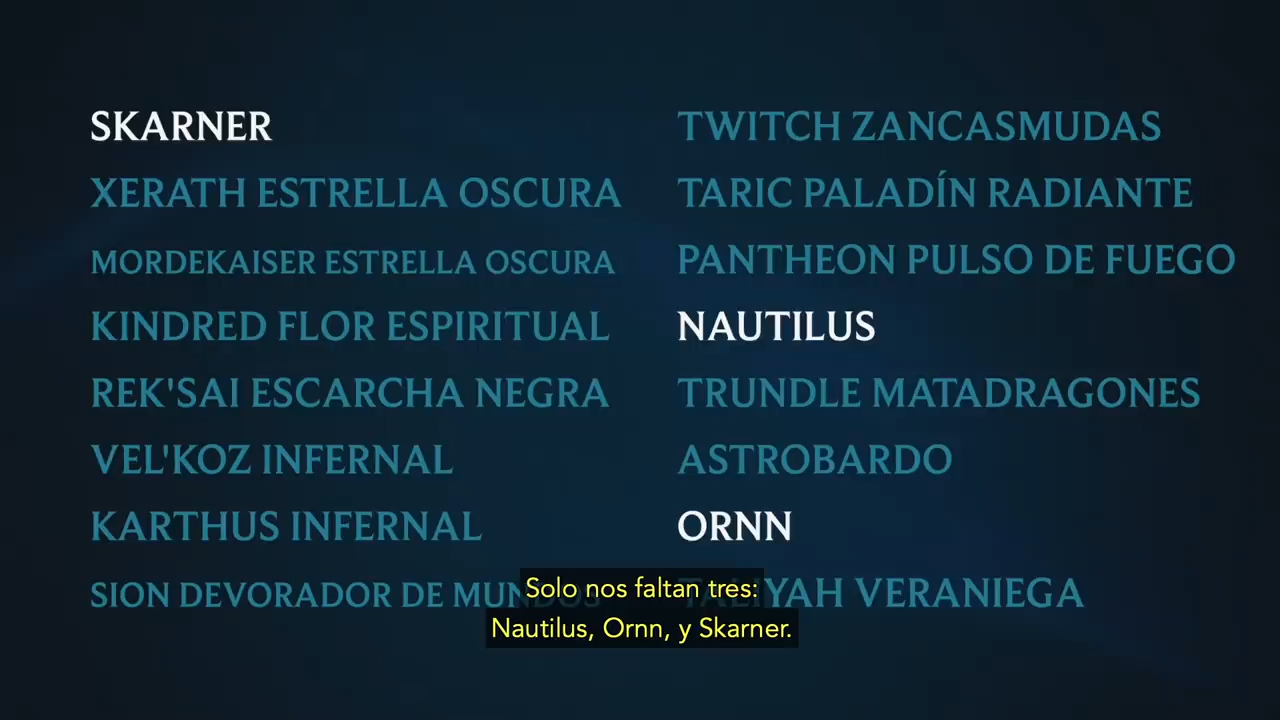 SKARNER
XERATH ESTRELLA OSCURA
MORDEKAISER ESTRELLA OSCURA
KINDRED FLOR ESPIRITUAL
REK'SAI ESCARCHA NEGRA
VEL'KOZ INFERNAL
KARTHUS INFERNAL
SION DEVORADOR DE MUNDOS
TWITCH ZANCASMUDAS
TARIC PALADÍN RADIANTE
PANTHEON PULSO DE FUEGO
NAUTILUS
TRUNDLE MATADRAGONES
ASTROBARDO
ORNN
TALIYAH VERANIEGA
Solo nos faltan tres:
Nautilus, Ornn, y Skarner.